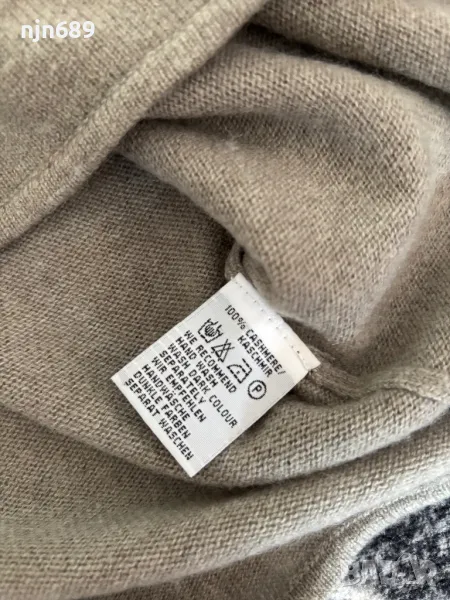 njn689
100% CASHMERE/
KASCHMIR
P
WE RECOMMEND
HAND WASH
WASH DARK COLOUR
SEPARATELY
WIR EMPFEHLEN
HANDWÄSCHE
DUNKLE FARBEN
SEPARAT WASCHEN